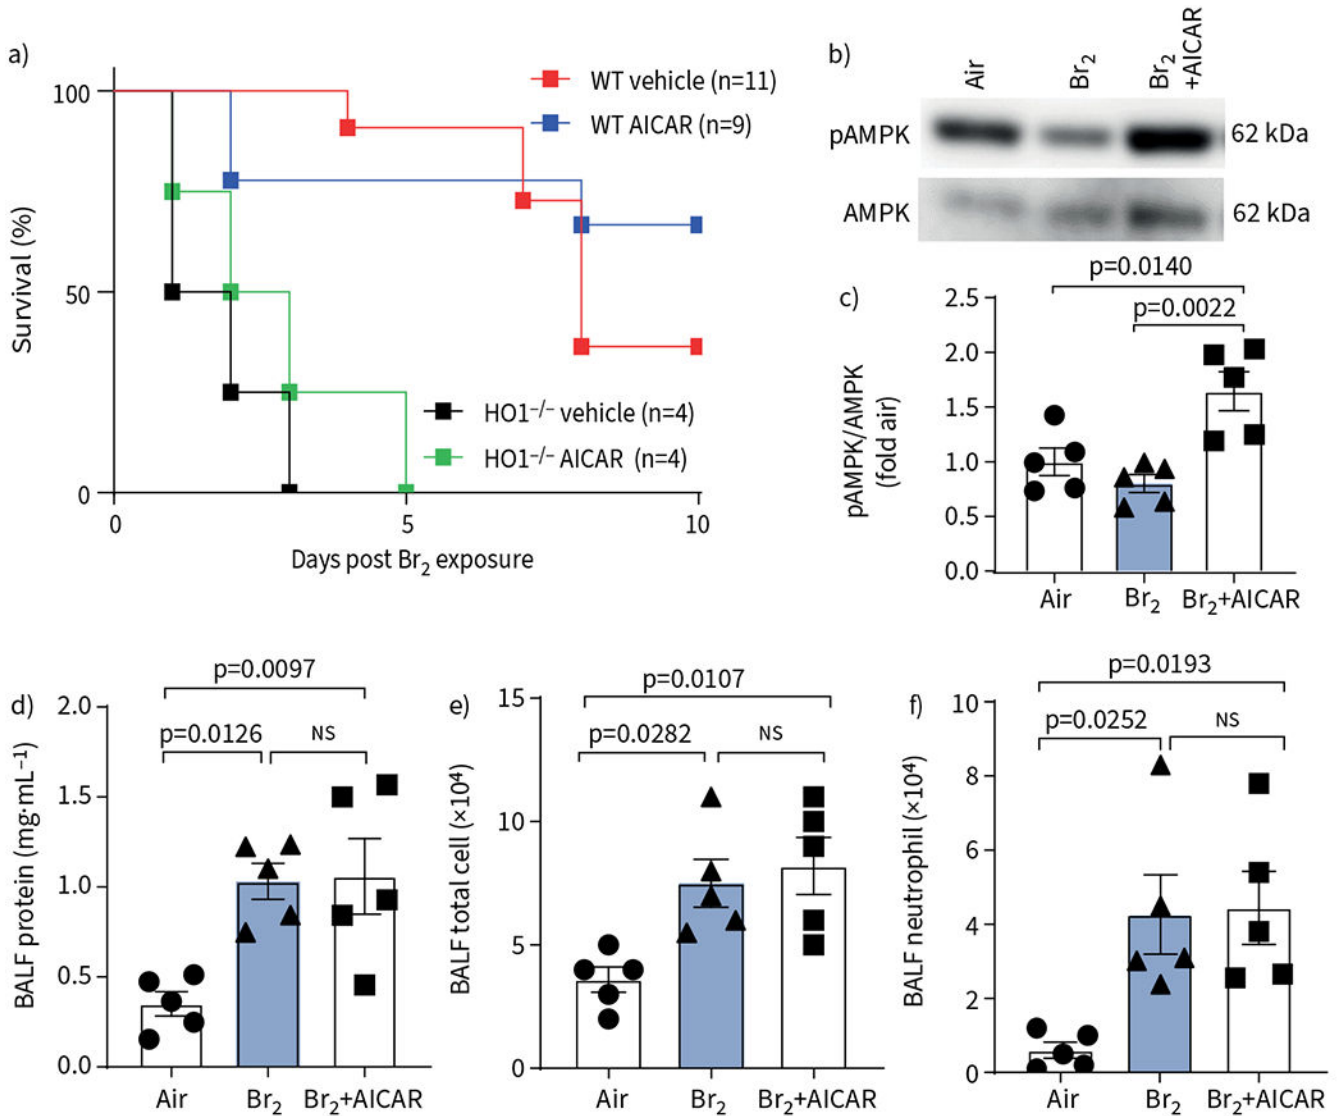 a)
WT vehicle (n=11)
WT AICAR (n=9)
100
50
0
Survival (%)
HO1⁻/⁻ vehicle (n=4)
HO1⁻/⁻ AICAR (n=4)
0
5
10
Days post Br₂ exposure
b)
Air
Br₂
Br₂
+AICAR
pAMPK
62 kDa
AMPK
62 kDa
c)
p=0.0140
p=0.0022
2.5
2.0
1.5
1.0
0.5
0.0
pAMPK/AMPK
(fold air)
Air
Br₂
Br₂+AICAR
d)
p=0.0097
p=0.0126
NS
2.0
1.5
1.0
0.5
0.0
BALF protein (mg·mL⁻¹)
Air
Br₂
Br₂+AICAR
e)
p=0.0107
p=0.0282
NS
15
10
5
0
BALF total cell (×10⁴)
Air
Br₂
Br₂+AICAR
f)
p=0.0193
p=0.0252
NS
10
8
6
4
2
0
BALF neutrophil (×10⁴)
Air
Br₂
Br₂+AICAR